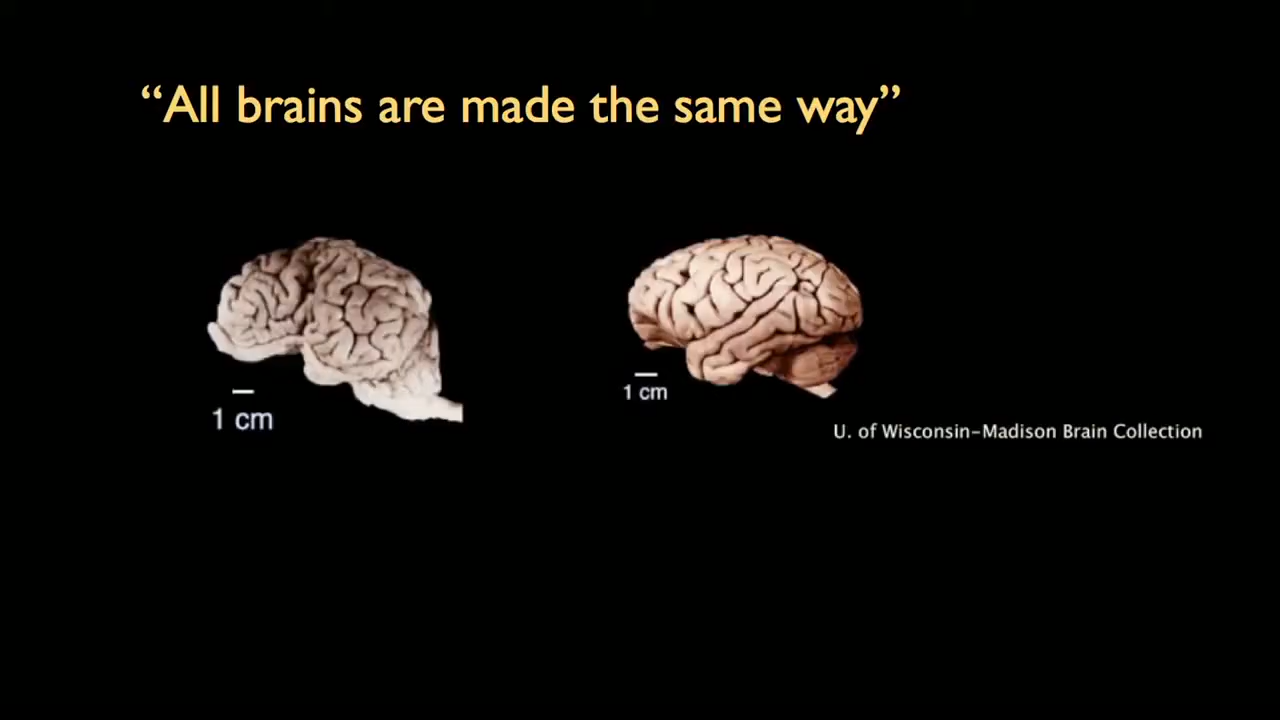 “All brains are made the same way”
1 cm
1 cm
U. of Wisconsin–Madison Brain Collection